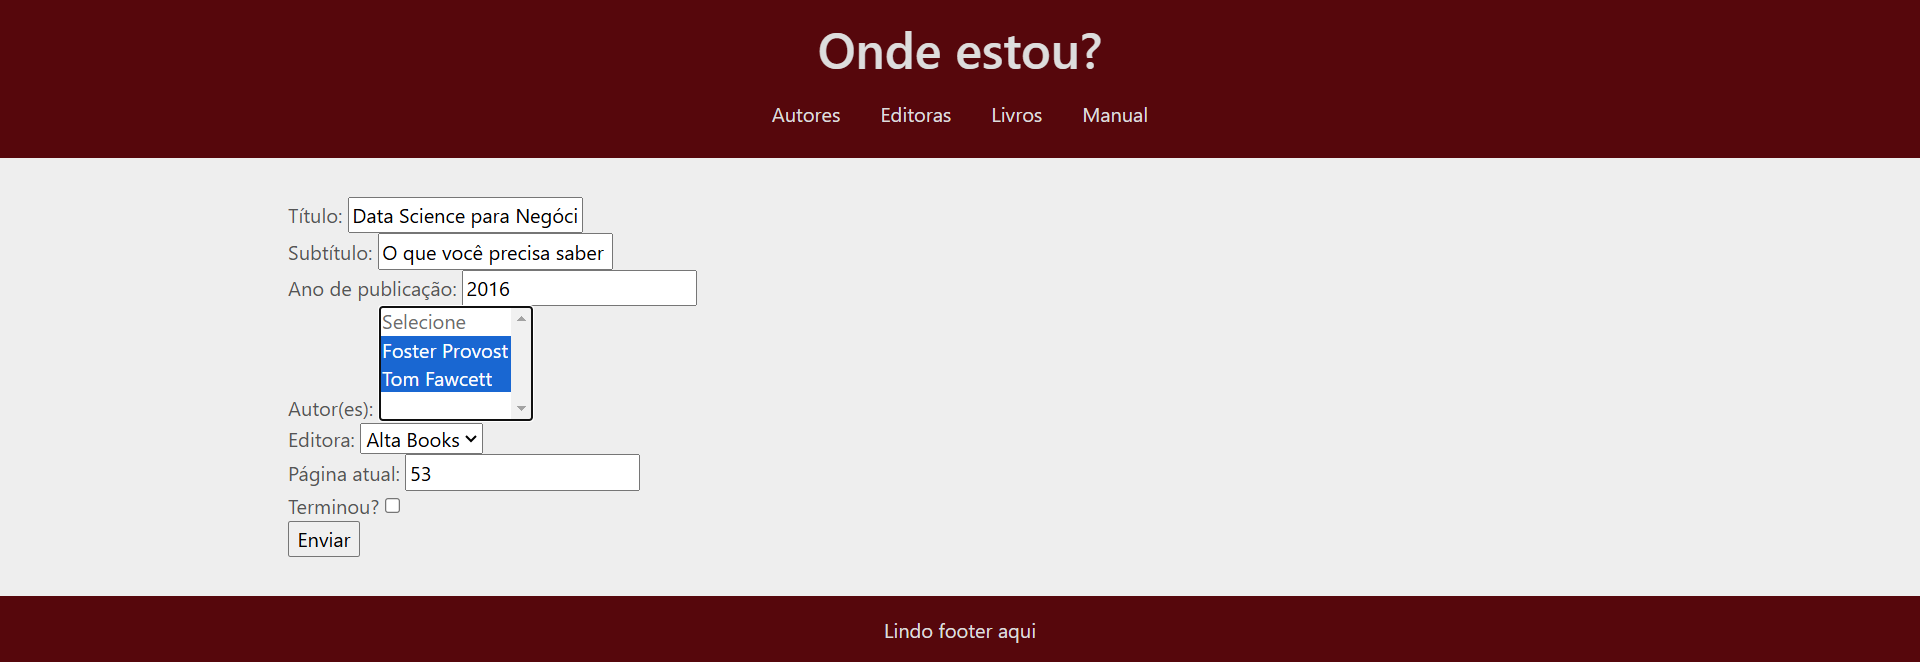 Onde estou?
Autores Editoras Livros Manual
Título: Data Science para Negóci
Subtítulo: O que você precisa saber
Ano de publicação: 2016
Selecione
Foster Provost
Tom Fawcett
Autor(es):
Editora: Alta Books
Página atual: 53
Terminou?
Enviar
Lindo footer aqui